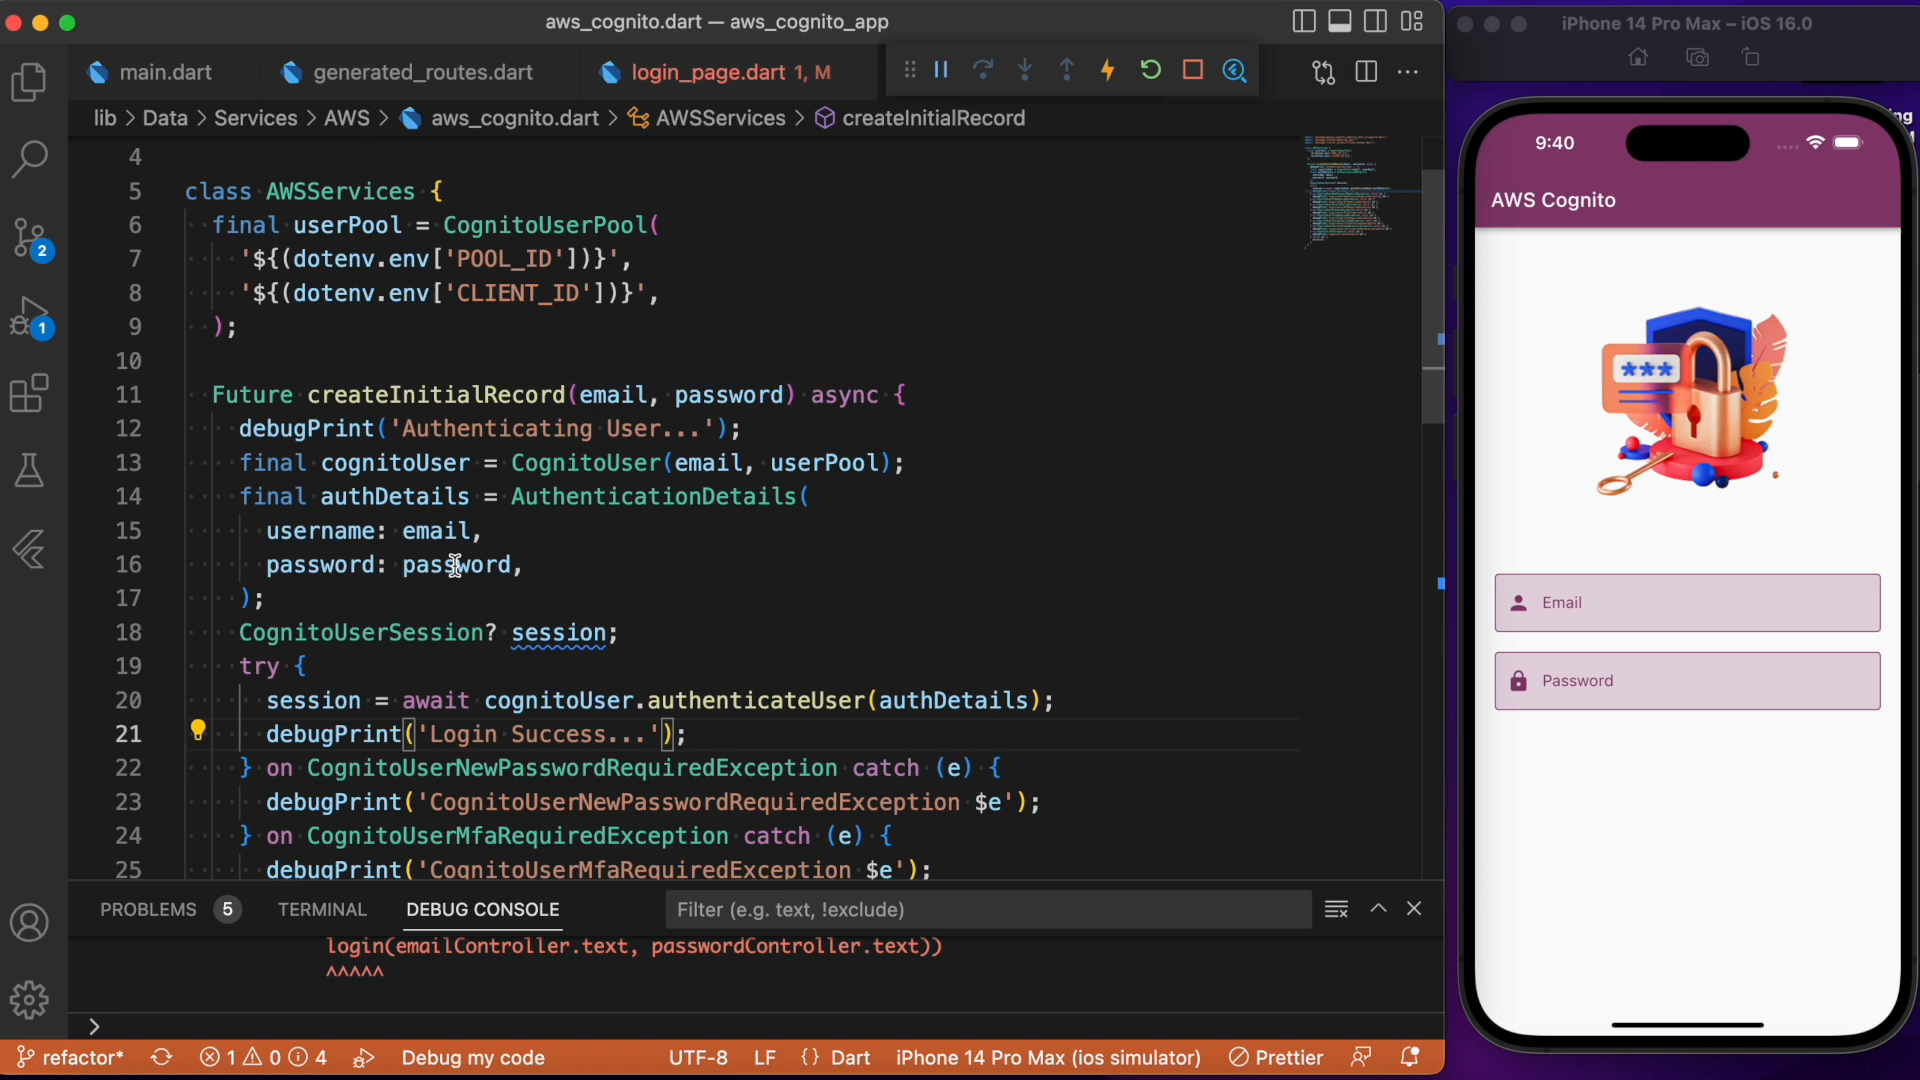 aws_cognito.dart — aws_cognito_app
main.dart
generated_routes.dart
login_page.dart 1, M
lib > Data > Services > AWS > aws_cognito.dart > AWSServices > createInitialRecord
4
5 class AWSServices {
6 final userPool = CognitoUserPool(
7 '${(dotenv.env['POOL_ID'])}',
8 '${(dotenv.env['CLIENT_ID'])}',
9 );
10
11 Future createInitialRecord(email, password) async {
12 debugPrint('Authenticating User...');
13 final cognitoUser = CognitoUser(email, userPool);
14 final authDetails = AuthenticationDetails(
15 username: email,
16 password: password,
17 );
18 CognitoUserSession? session;
19 try {
20 session = await cognitoUser.authenticateUser(authDetails);
21 debugPrint('Login Success...');
22 } on CognitoUserNewPasswordRequiredException catch (e) {
23 debugPrint('CognitoUserNewPasswordRequiredException $e');
24 } on CognitoUserMfaRequiredException catch (e) {
25 debugPrint('CognitoUserMfaRequiredException $e');
2
1
PROBLEMS 5 TERMINAL DEBUG CONSOLE Filter (e.g. text, !exclude)
login(emailController.text, passwordController.text))
^^^^^
>
refactor* 1 0 4 Debug my code UTF-8 LF {} Dart iPhone 14 Pro Max (ios simulator) Prettier
iPhone 14 Pro Max – iOS 16.0
9:40
AWS Cognito
***
Email
Password